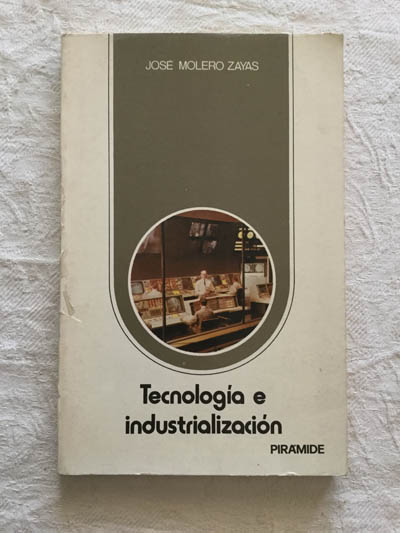 JOSE MOLERO ZAYAS
Tecnología e
industrialización
PIRAMIDE